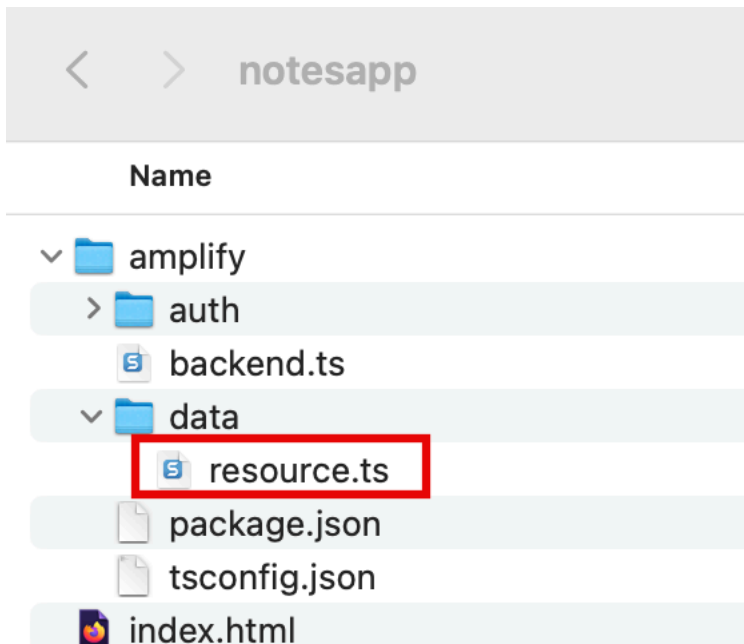 notesapp
Name
amplify
auth
backend.ts
data
resource.ts
package.json
tsconfig.json
index.html